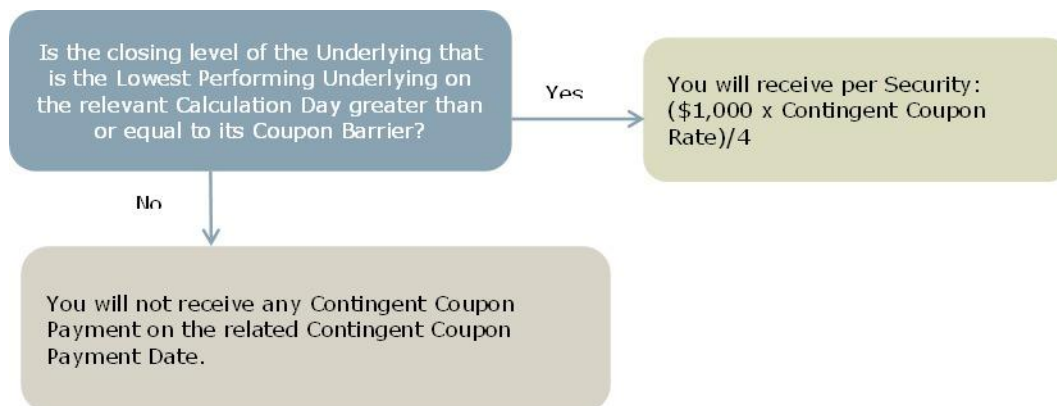 Is the closing level of the Underlying that
is the Lowest Performing Underlying on
the relevant Calculation Day greater than
or equal to its Coupon Barrier?
Yes
You will receive per Security:
($1,000 x Contingent Coupon
Rate)/4
No
You will not receive any Contingent Coupon
Payment on the related Contingent Coupon
Payment Date.